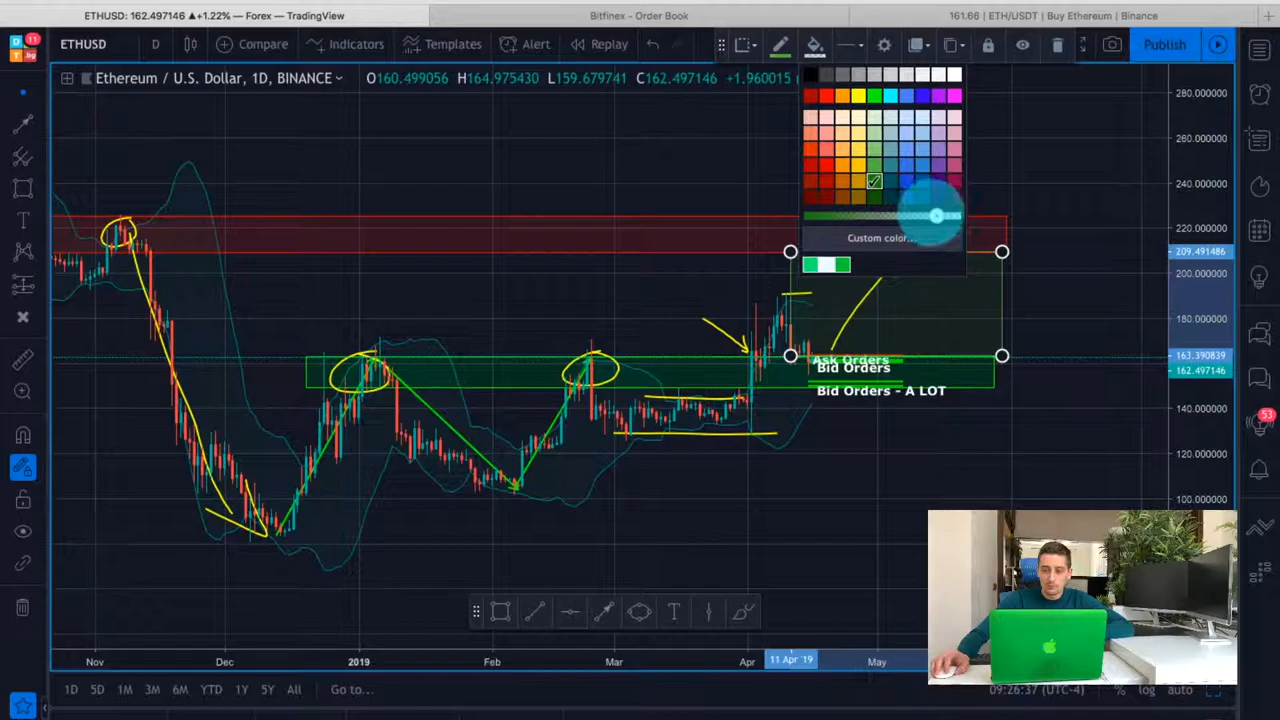 ETHUSD: 162.497146 ▲+1.22% — Forex — TradingView
Bitfinex - Order Book
161.66 | ETH/USDT | Buy Ethereum | Binance
11
ETHUSD
D
Compare
Indicators
Templates
Alert
Replay
Publish
Ethereum / U.S. Dollar, 1D, BINANCE
O160.499056 H164.975430 L159.679741 C162.497146 +1.960015
Custom color...
280.000000
260.000000
240.000000
220.000000
209.491486
200.000000
180.000000
163.390839
162.497146
140.000000
120.000000
100.000000
Ask Orders
Bid Orders
Bid Orders - A LOT
53
Nov
Dec
2019
Feb
Mar
Apr
11 Apr '19
May
1D 5D 1M 3M 6M YTD 1Y 5Y All Go to...
09:26:37 (UTC-4) % log auto